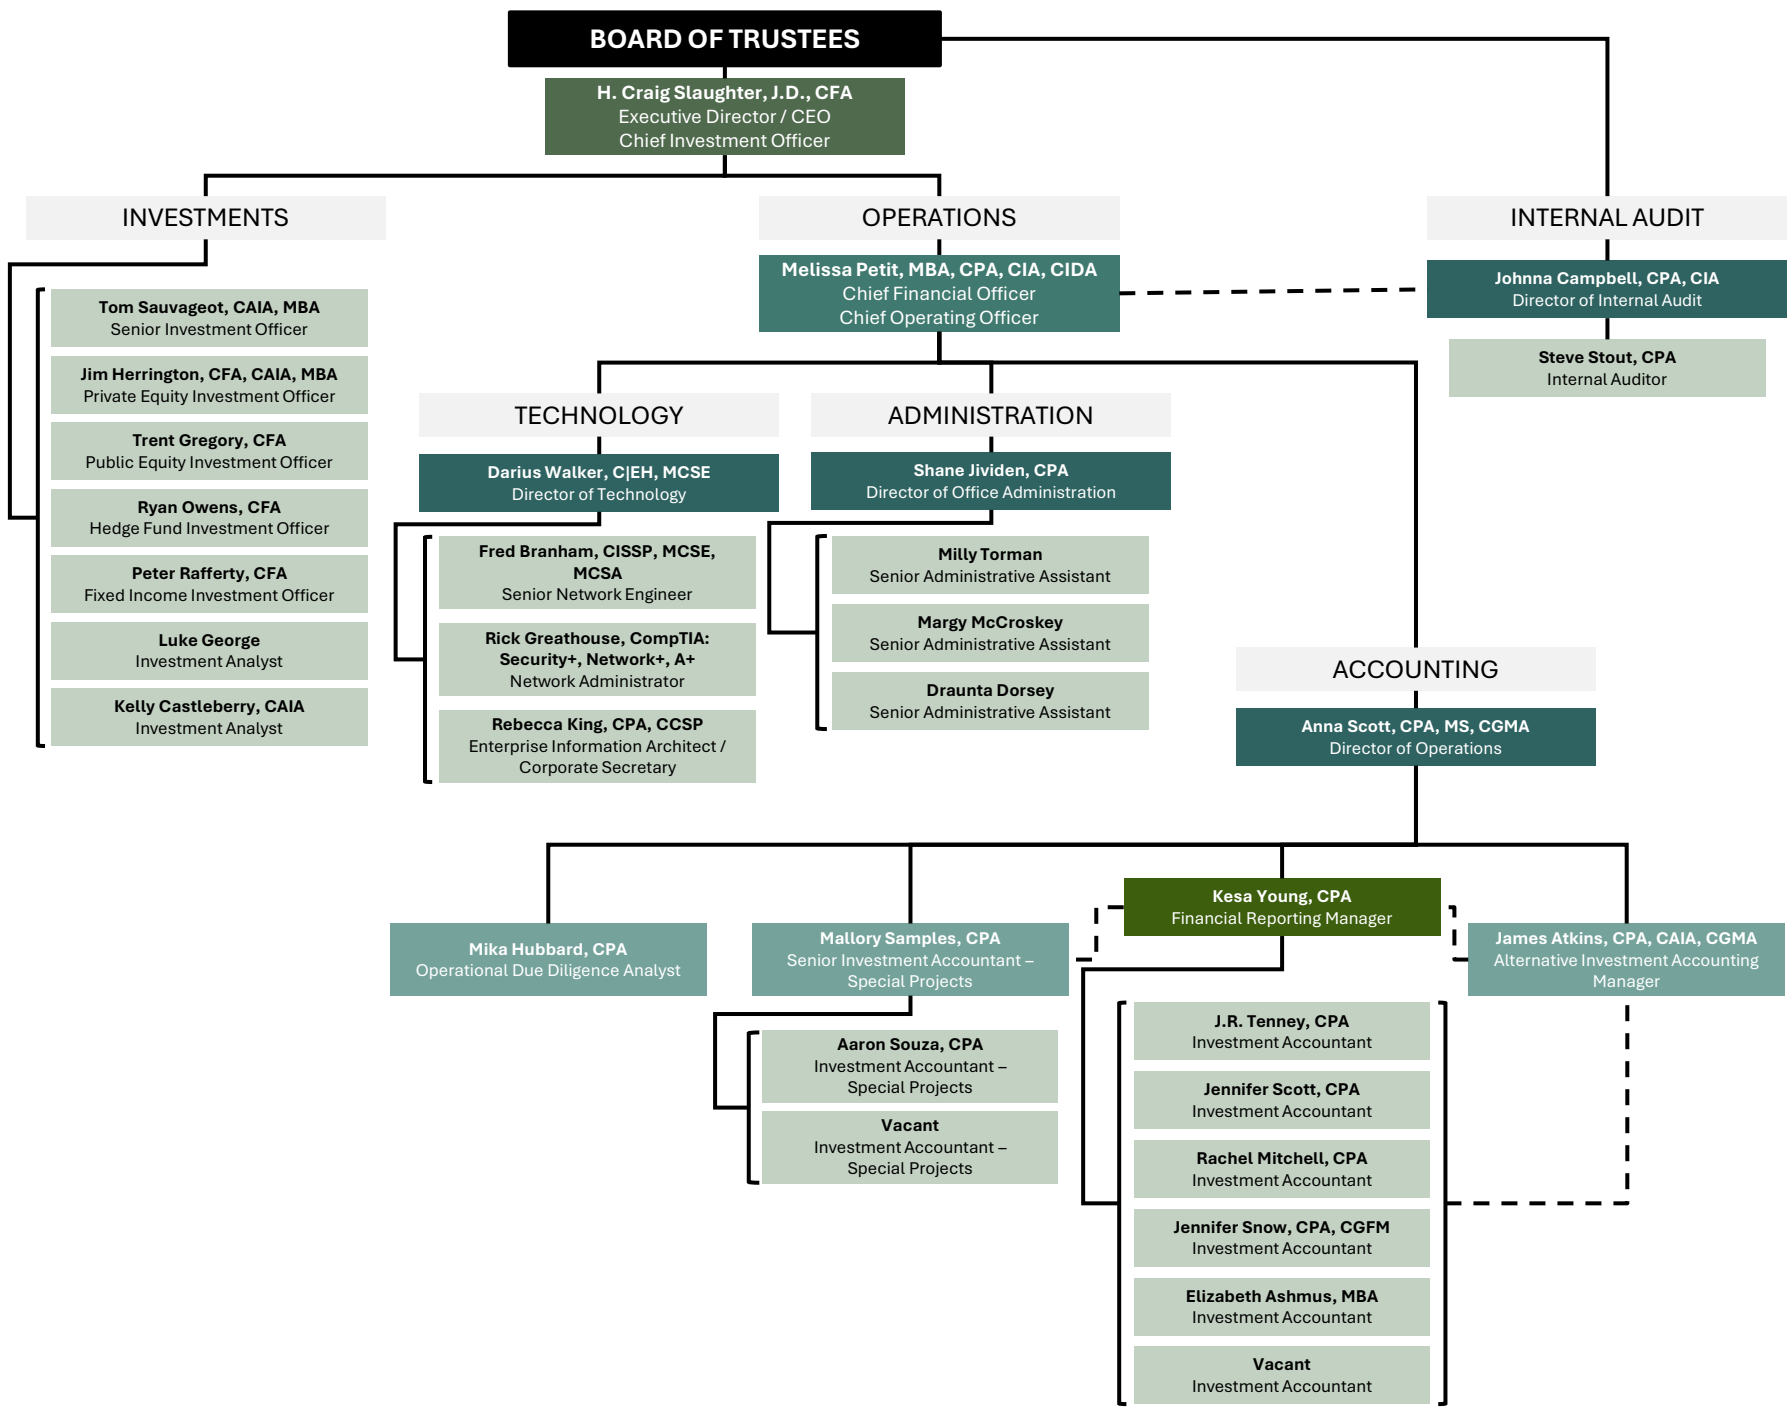 BOARD OF TRUSTEES
H. Craig Slaughter, J.D., CFA
Executive Director / CEO
Chief Investment Officer
INVESTMENTS
OPERATIONS
INTERNAL AUDIT
Tom Sauvageot, CAIA, MBA
Senior Investment Officer
Jim Herrington, CFA, CAIA, MBA
Private Equity Investment Officer
Trent Gregory, CFA
Public Equity Investment Officer
Ryan Owens, CFA
Hedge Fund Investment Officer
Peter Rafferty, CFA
Fixed Income Investment Officer
Luke George
Investment Analyst
Kelly Castleberry, CAIA
Investment Analyst
Melissa Petit, MBA, CPA, CIA, CIDA
Chief Financial Officer
Chief Operating Officer
Johnna Campbell, CPA, CIA
Director of Internal Audit
Steve Stout, CPA
Internal Auditor
TECHNOLOGY
Darius Walker, C|EH, MCSE
Director of Technology
Fred Branham, CISSP, MCSE,
MCSA
Senior Network Engineer
Rick Greathouse, CompTIA:
Security+, Network+, A+
Network Administrator
Rebecca King, CPA, CCSP
Enterprise Information Architect /
Corporate Secretary
ADMINISTRATION
Shane Jividen, CPA
Director of Office Administration
Milly Torman
Senior Administrative Assistant
Margy McCroskey
Senior Administrative Assistant
Draunta Dorsey
Senior Administrative Assistant
ACCOUNTING
Anna Scott, CPA, MS, CGMA
Director of Operations
Mika Hubbard, CPA
Operational Due Diligence Analyst
Mallory Samples, CPA
Senior Investment Accountant –
Special Projects
Aaron Souza, CPA
Investment Accountant –
Special Projects
Vacant
Investment Accountant –
Special Projects
Kesa Young, CPA
Financial Reporting Manager
J.R. Tenney, CPA
Investment Accountant
Jennifer Scott, CPA
Investment Accountant
Rachel Mitchell, CPA
Investment Accountant
Jennifer Snow, CPA, CGFM
Investment Accountant
Elizabeth Ashmus, MBA
Investment Accountant
Vacant
Investment Accountant
James Atkins, CPA, CAIA, CGMA
Alternative Investment Accounting
Manager